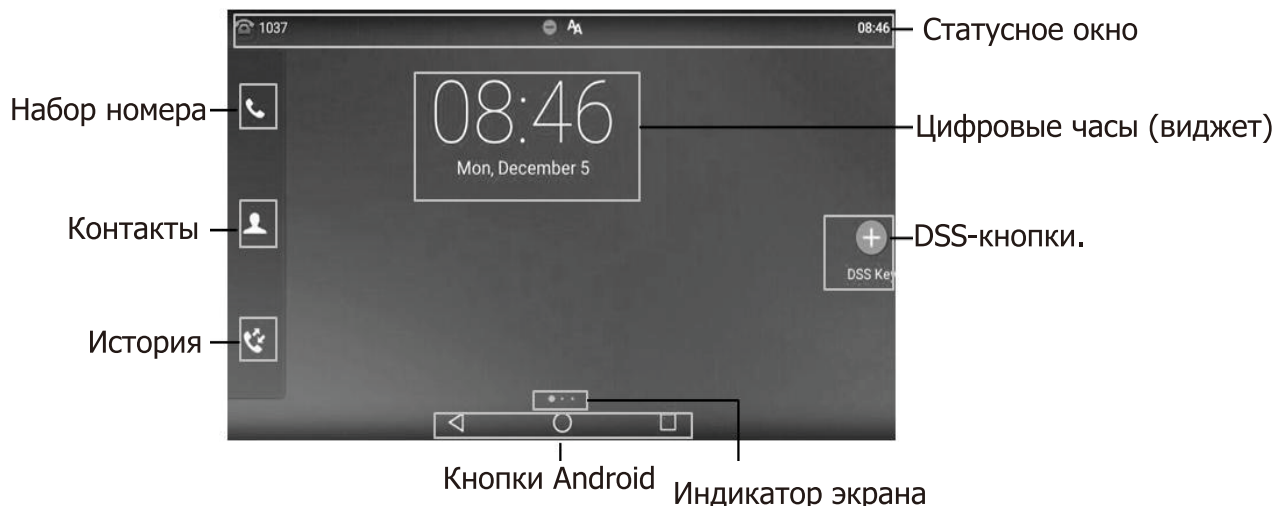 1037
AA
08:46
Статусное окно
Набор номера
08:46
Mon, December 5
Цифровые часы (виджет)
Контакты
DSS-кнопки.
DSS Key
История
Кнопки Android
Индикатор экрана